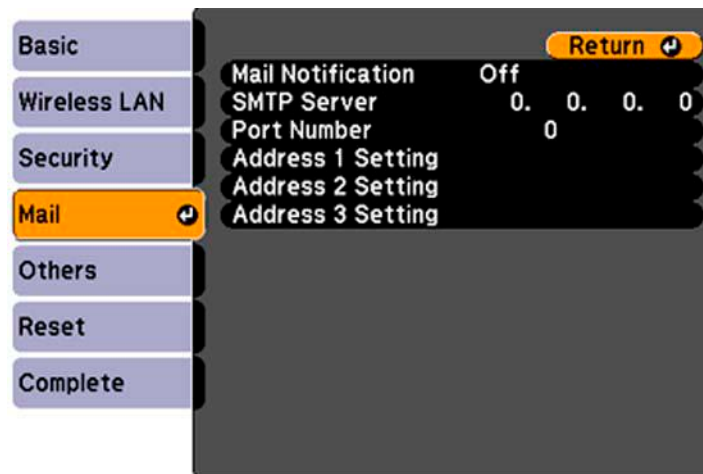 Basic
Wireless LAN
Security
Mail
Others
Reset
Complete
Return
Mail Notification Off
SMTP Server 0. 0. 0. 0
Port Number 0
Address 1 Setting
Address 2 Setting
Address 3 Setting